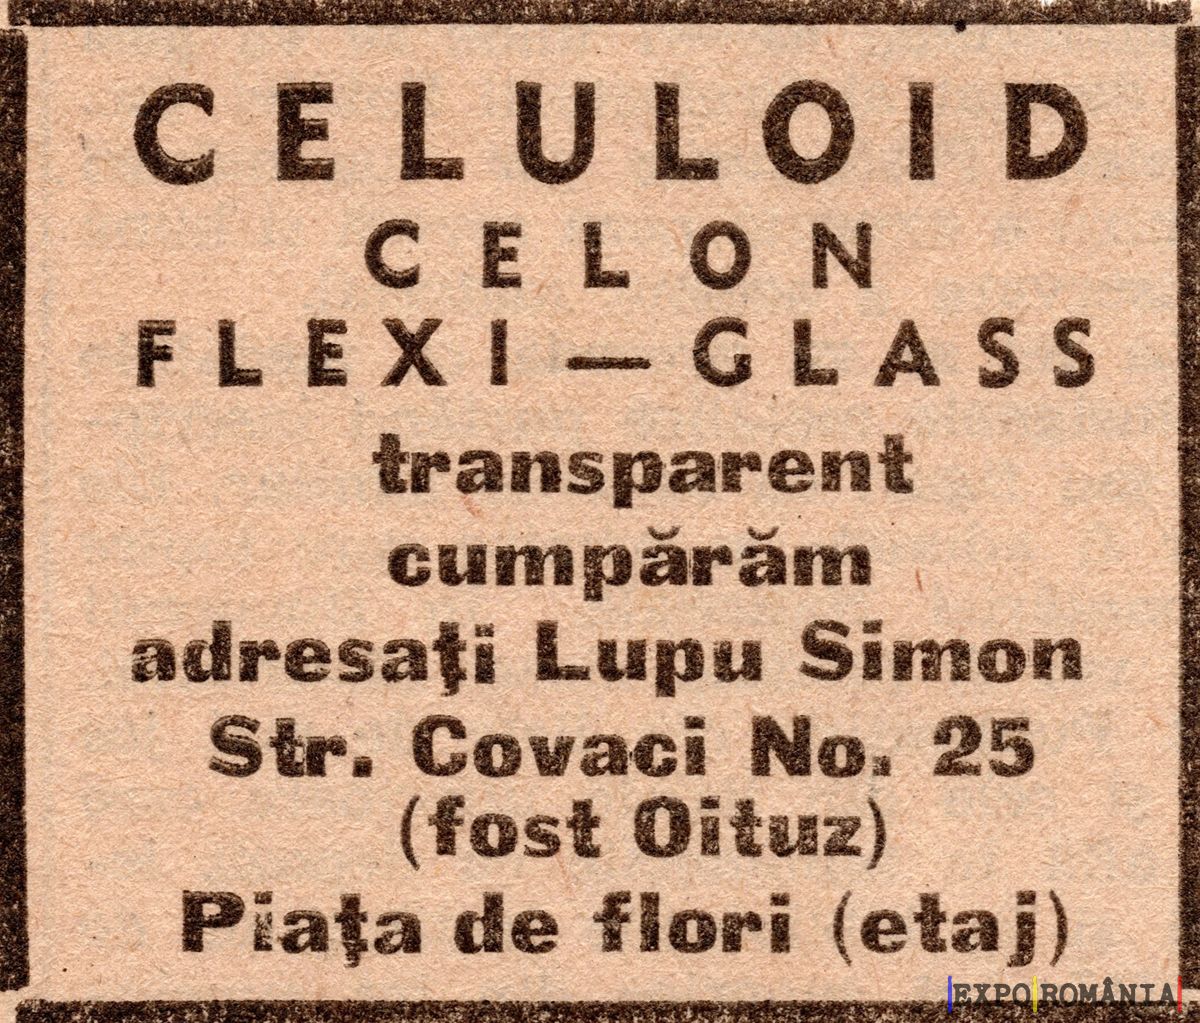 CELULOID
CELON
FLEXI — GLASS
transparent
cumpărăm
adresaţi Lupu Simon
Str. Covaci No. 25
(fost Oituz)
Piaţa de flori (etaj)
EXPO ROMÂNIA